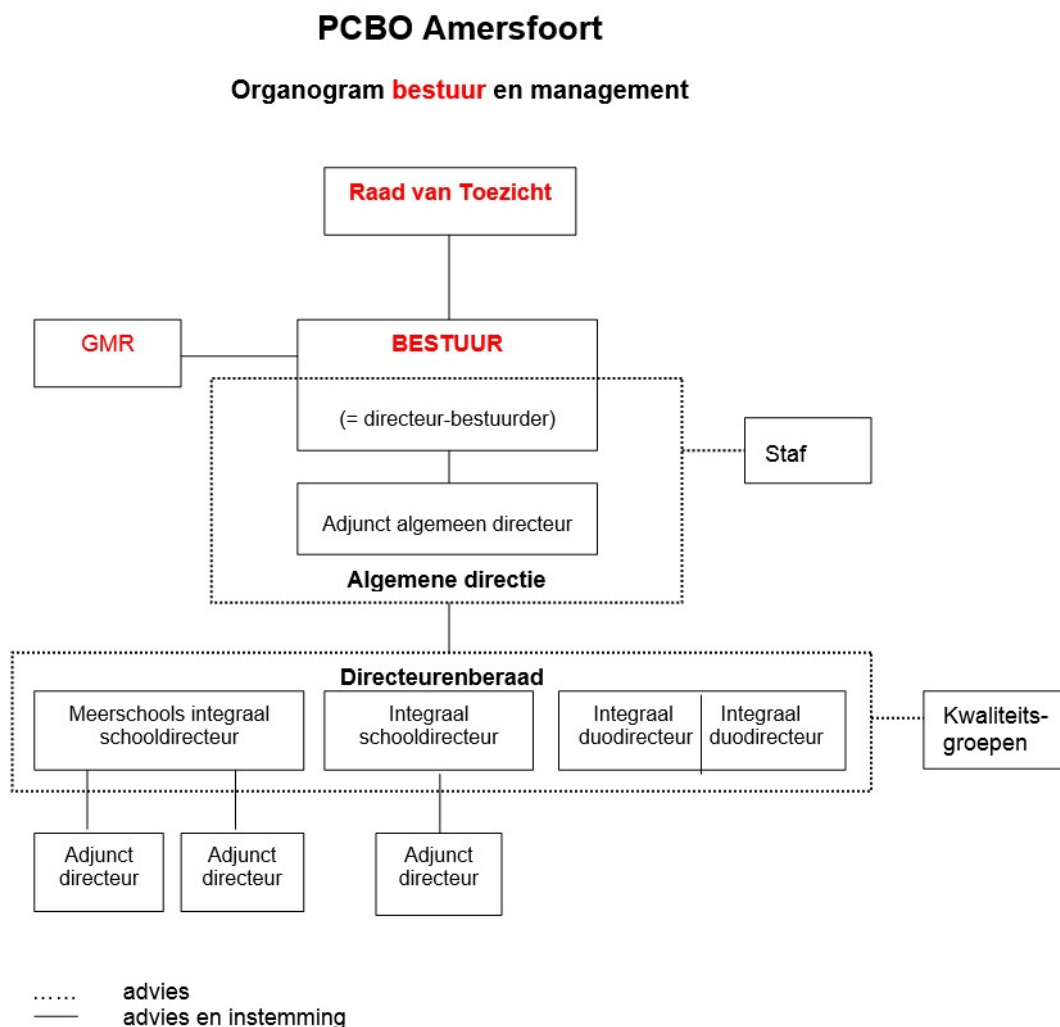 PCBO Amersfoort
Organogram bestuur en management
Raad van Toezicht
GMR
BESTUUR
(= directeur-bestuurder)
Staf
Adjunct algemeen directeur
Algemene directie
Directeurenberaad
Meerschools integraal
schooldirecteur
Integraal
schooldirecteur
Integraal
duodirecteur
Integraal
duodirecteur
Kwaliteits-
groepen
Adjunct
directeur
Adjunct
directeur
Adjunct
directeur
…… advies
—— advies en instemming